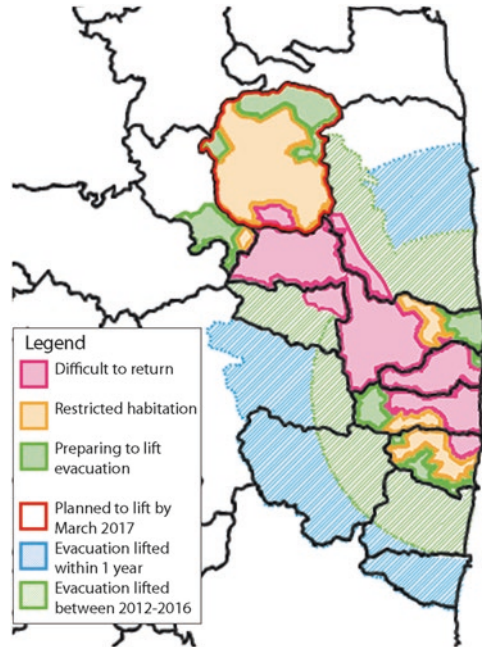 Legend
Difficult to return
Restricted habitation
Preparing to lift
evacuation
Planned to lift by
March 2017
Evacuation lifted
within 1 year
Evacuation lifted
between 2012-2016